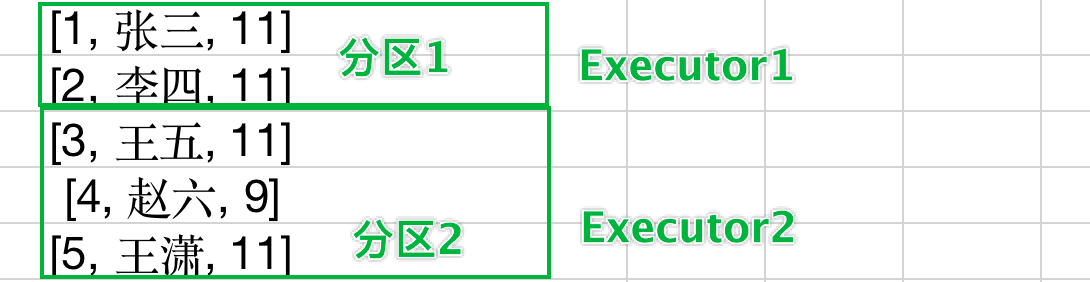 [1, 张三, 11]
分区1
Executor1
[2, 李四, 11]
[3, 王五, 11]
[4, 赵六, 9]
分区2
Executor2
[5, 王潇, 11]